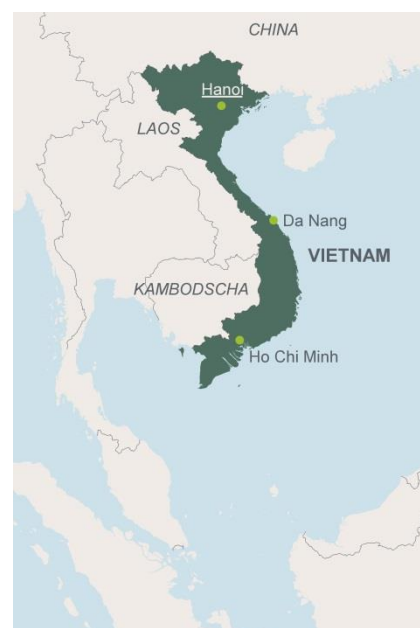 CHINA
Hanoi
LAOS
Da Nang
VIETNAM
KAMBODSCHA
Ho Chi Minh